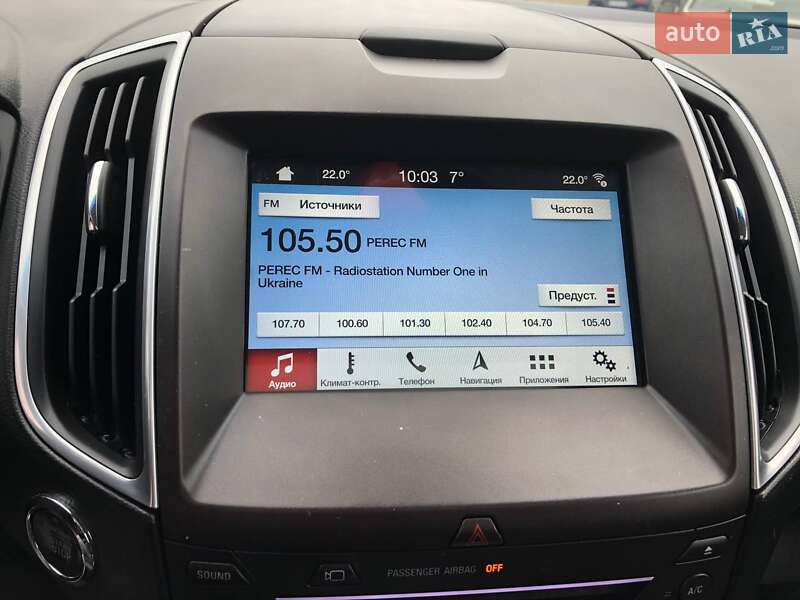 auto RIA .com
22.0° 10:03 7° 22.0°
FM Источники
Частота
105.50 PEREC FM
PEREC FM - Radiostation Number One in
Ukraine
Предуст.
107.70 100.60 101.30 102.40 104.70 105.40
Аудио Климат-контр. Телефон Навигация Приложения Настройки
SOUND
PASSENGER AIRBAG OFF
A/C